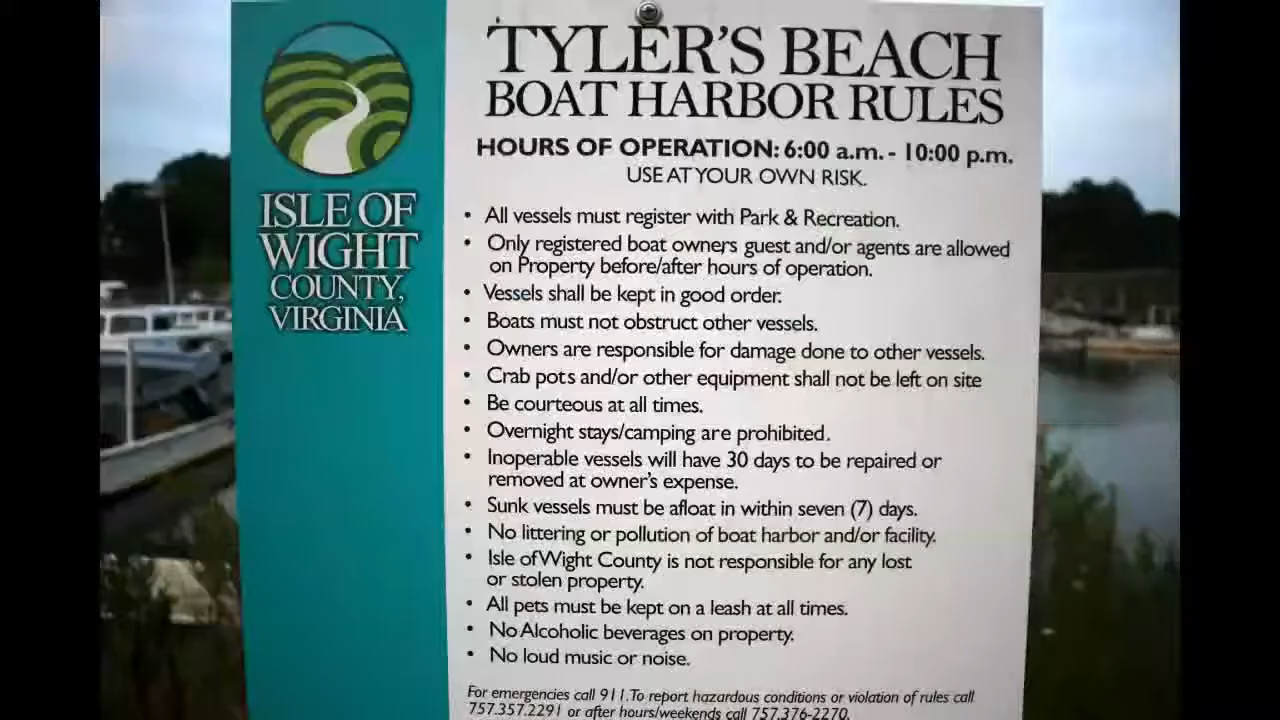 ISLE OF
WIGHT
COUNTY,
VIRGINIA
TYLER'S BEACH
BOAT HARBOR RULES
HOURS OF OPERATION: 6:00 a.m. - 10:00 p.m.
USE AT YOUR OWN RISK.
• All vessels must register with Park & Recreation.
• Only registered boat owners guest and/or agents are allowed
on Property before/after hours of operation.
• Vessels shall be kept in good order.
• Boats must not obstruct other vessels.
• Owners are responsible for damage done to other vessels.
• Crab pots and/or other equipment shall not be left on site
• Be courteous at all times.
• Overnight stays/camping are prohibited.
• Inoperable vessels will have 30 days to be repaired or
removed at owner's expense.
• Sunk vessels must be afloat in within seven (7) days.
• No littering or pollution of boat harbor and/or facility.
• Isle of Wight County is not responsible for any lost
or stolen property.
• All pets must be kept on a leash at all times.
• No Alcoholic beverages on property.
• No loud music or noise.
For emergencies call 911. To report hazardous conditions or violation of rules call
757.357.2291 or after hours/weekends call 757.376-2270.